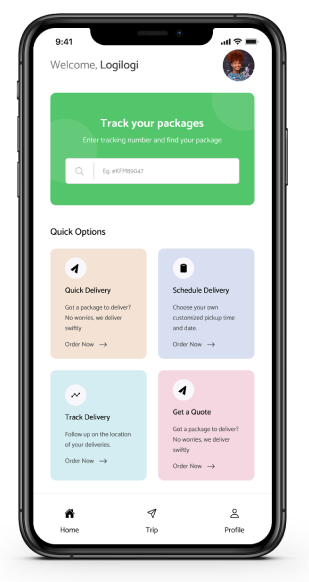 9:41
Welcome, Logilogi
Track your packages
Enter tracking number and find your package
Eg. #KFM89047
Quick Options
Quick Delivery
Got a package to deliver?
No worries, we deliver
swiftly
Order Now
Schedule Delivery
Choose your own
customized pickup time
and date.
Order Now
Track Delivery
Follow up on the location
of your deliveries.
Order Now
Get a Quote
Got a package to deliver?
No worries, we deliver
swiftly
Order Now
Home
Trip
Profile